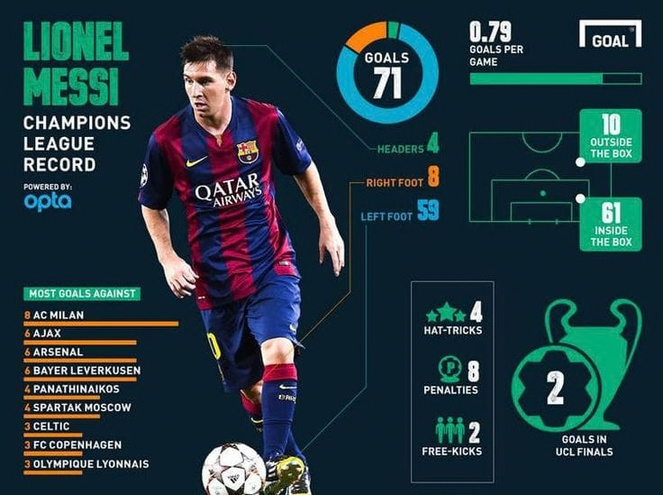 LIONEL
MESSI
CHAMPIONS
LEAGUE
RECORD
POWERED BY:
opta
QATAR
AIRWAYS
GOALS
71
HEADERS 4
RIGHT FOOT 8
LEFT FOOT 59
0.79
GOALS PER
GAME
GOAL
10
OUTSIDE
THE BOX
61
INSIDE
THE BOX
MOST GOALS AGAINST
8 AC MILAN
6 AJAX
6 ARSENAL
6 BAYER LEVERKUSEN
4 PANATHINAIKOS
4 SPARTAK MOSCOW
3 CELTIC
3 FC COPENHAGEN
3 OLYMPIQUE LYONNAIS
4
HAT-TRICKS
P 8
PENALTIES
2
FREE-KICKS
2
GOALS IN
UCL FINALS